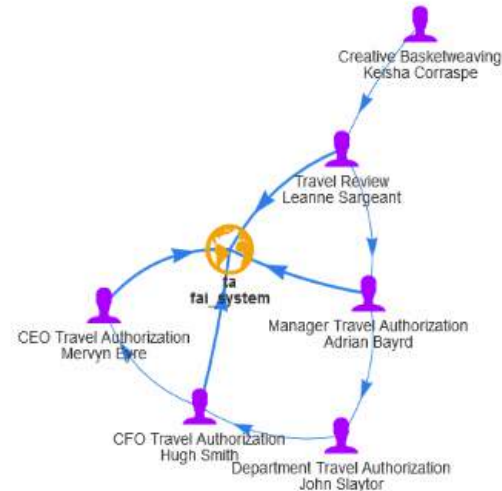 Creative Basketweaving
Keisha Corraspe
Travel Review
Leanne Sargeant
ta
fai_system
Manager Travel Authorization
Adrian Bayrd
CEO Travel Authorization
Mervyn Eyre
CFO Travel Authorization
Hugh Smith
Department Travel Authorization
John Slaytor